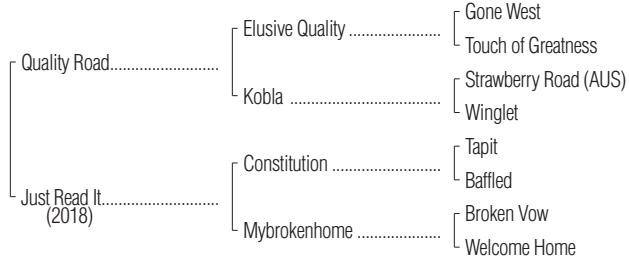 Gone West
Elusive Quality ....................
Touch of Greatness
Quality Road........................
Strawberry Road (AUS)
Kobla .................................
Winglet
Tapit
Constitution ........................
Baffled
Just Read It..........................
(2018)
Broken Vow
Mybrokenhome ..................
Welcome Home